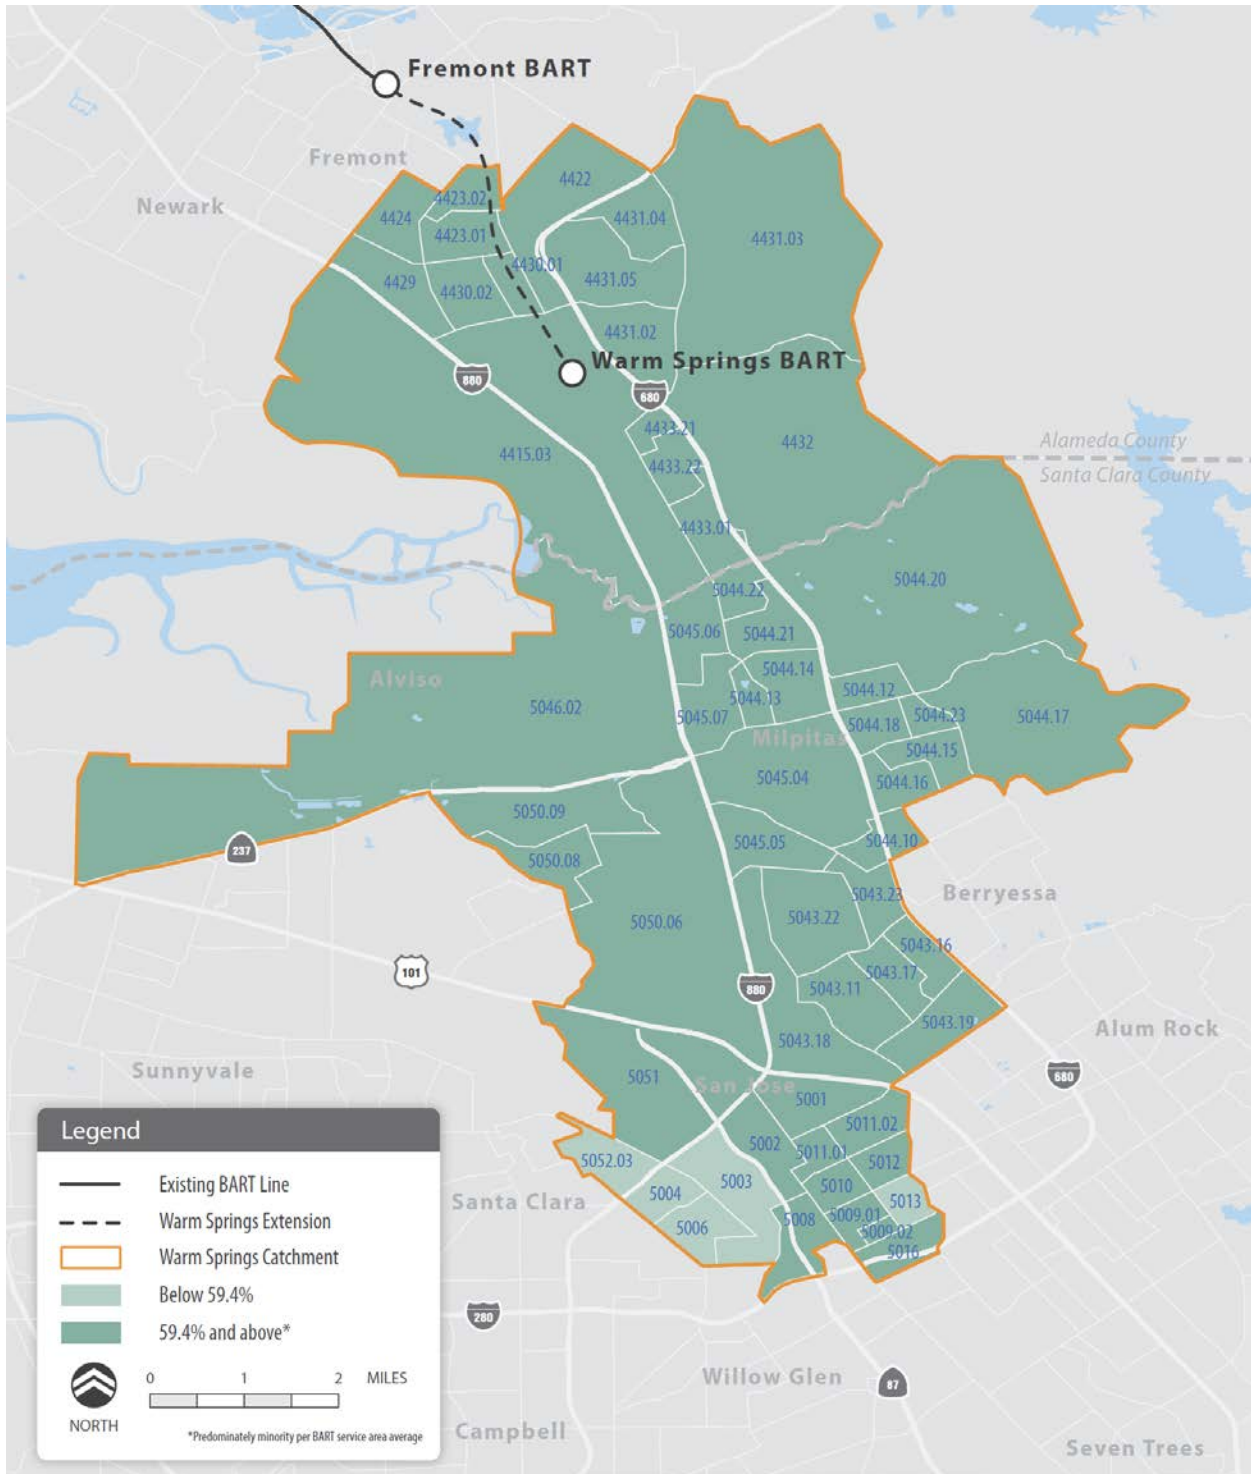 Fremont BART
Fremont
Newark
4422
4423.02
4424
4431.04
4423.01
4431.03
4430.01
4431.05
4429
4430.02
4431.02
Warm Springs BART
880
680
4433.21
4432
Alameda County
4415.03
4433.22
Santa Clara County
4433.01
5044.20
5044.22
5045.06
5044.21
5044.14
Alviso
5044.12
5044.13
5046.02
5045.07
5044.18
5044.23
5044.17
Milpitas
5044.15
5045.04
5044.16
5050.09
5045.05
5044.10
237
5050.08
Berryessa
5043.23
5043.22
5050.06
5043.16
101
5043.17
880
5043.11
5043.19
Alum Rock
5043.18
Sunnyvale
5051
San Jose
680
5001
5011.02
5002
5011.01
5052.03
5012
5003
5010
5004
5013
Santa Clara
5009.01
5008
5006
5009.02
5016
Legend
Existing BART Line
Warm Springs Extension
Warm Springs Catchment
Below 59.4%
59.4% and above*
0 1 2 MILES
NORTH
*Predominately minority per BART service area average
280
Willow Glen
87
Campbell
Seven Trees